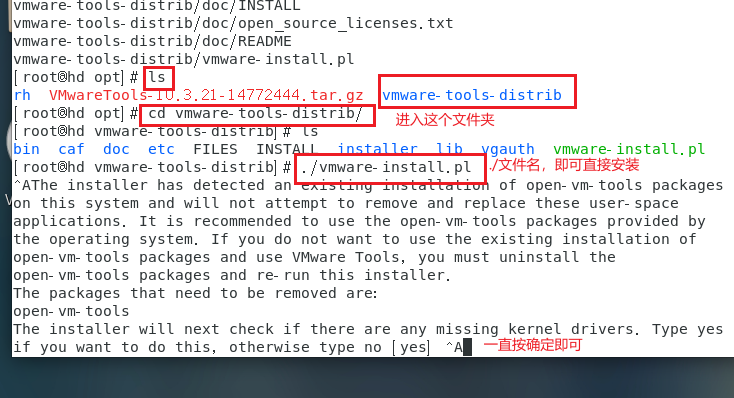 vmware-tools-distrib/doc/INSTALL
vmware-tools-distrib/doc/open_source_licenses.txt
vmware-tools-distrib/doc/README
vmware-tools-distrib/vmware-install.pl
[root@hd opt]# ls
rh  VMwareTools-10.3.21-14772444.tar.gz  vmware-tools-distrib
[root@hd opt]# cd vmware-tools-distrib/
进入这个文件夹
[root@hd vmware-tools-distrib]# ls
bin  caf  doc  etc  FILES  INSTALL  installer  lib  vgauth  vmware-install.pl
[root@hd vmware-tools-distrib]# ./vmware-install.pl
./文件名，即可直接安装
^AThe installer has detected an existing installation of open-vm-tools packages
on this system and will not attempt to remove and replace these user-space
applications. It is recommended to use the open-vm-tools packages provided by
the operating system. If you do not want to use the existing installation of
open-vm-tools packages and use VMware Tools, you must uninstall the
open-vm-tools packages and re-run this installer.
The packages that need to be removed are:
open-vm-tools
The installer will next check if there are any missing kernel drivers. Type yes
if you want to do this, otherwise type no [yes]  ^A
一直按确定即可